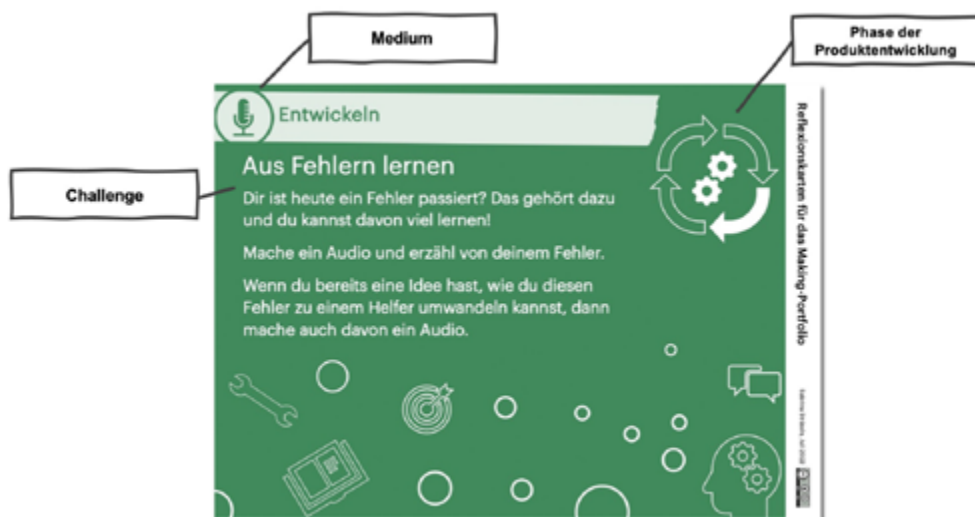 Medium
Phase der
Produktentwicklung
Entwickeln
Aus Fehlern lernen
Challenge
Dir ist heute ein Fehler passiert? Das gehört dazu
und du kannst davon viel lernen!
Mache ein Audio und erzähl von deinem Fehler.
Wenn du bereits eine Idee hast, wie du diesen
Fehler zu einem Helfer umwandeln kannst, dann
mache auch davon ein Audio.
Reflexionskarten für das Making-Portfolio